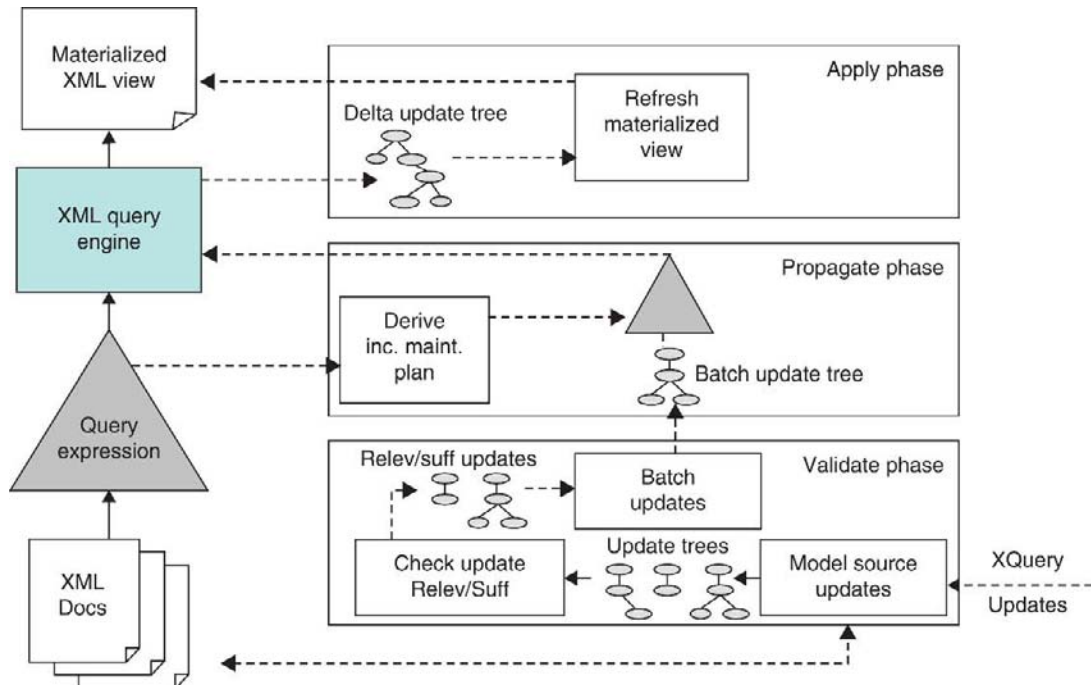 Materialized
XML view
Apply phase
Refresh
materialized
view
Delta update tree
XML query
engine
Propagate phase
Derive
inc. maint.
plan
Batch update tree
Query
expression
Validate phase
Relev/suff updates
Batch
updates
Update trees
Check update
Relev/Suff
Model source
updates
XQuery
Updates
XML
Docs